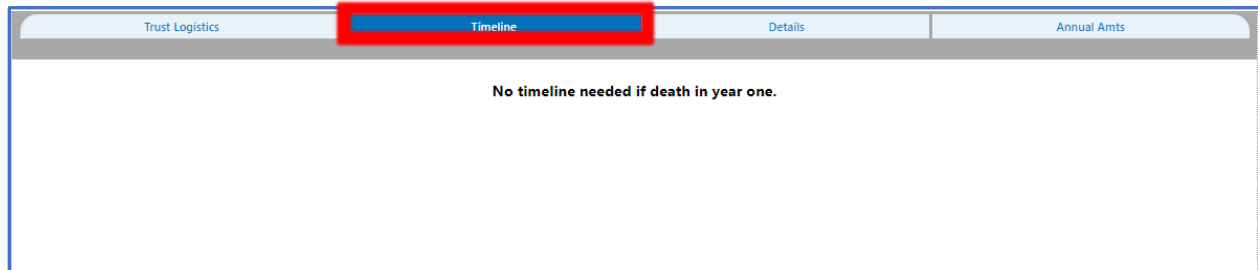 Trust Logistics Timeline Details Annual Amts
No timeline needed if death in year one.